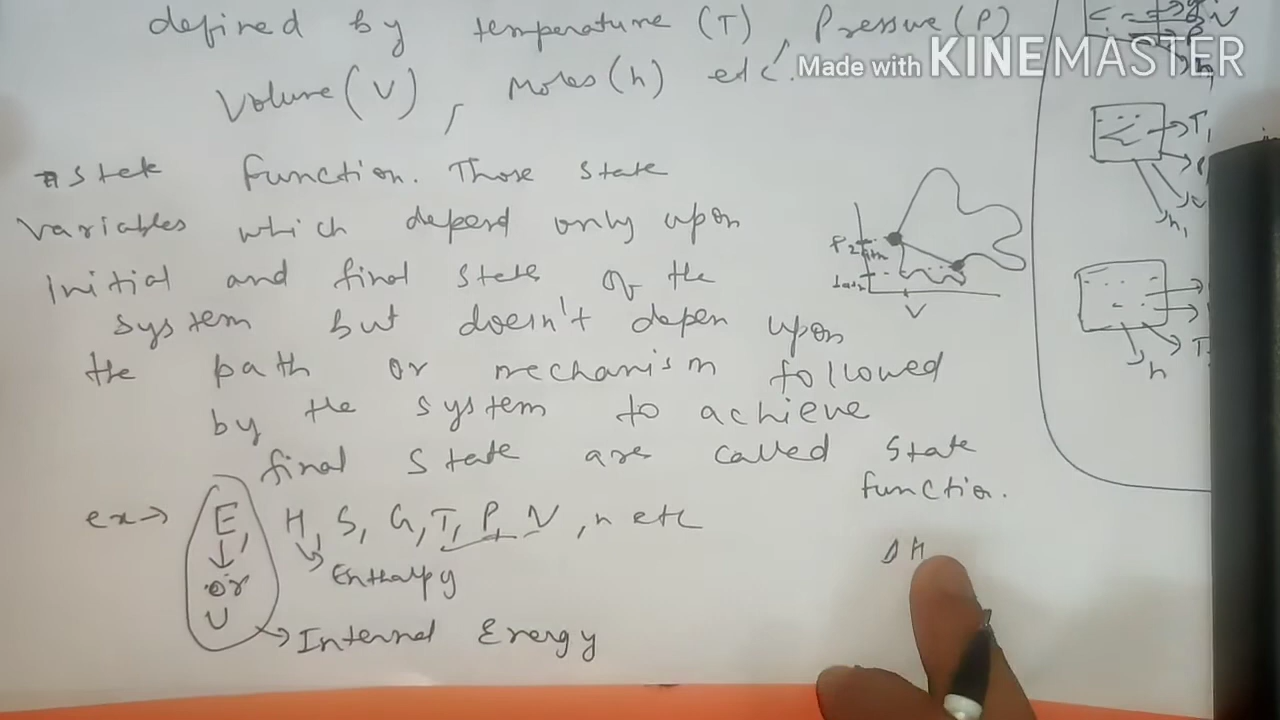 defined by temperature (T), Pressure (P)
Made with KINEMASTER
Volume (V), Moles (n) etc.
# State function. Those state
variables which depend only upon
initial and final state of the
system but doesn't depen upon
the path or mechanism followed
by the system to achieve
final state are called state
function.
ex→ E, H, S, G, T, P, V, n etc
or
U
Enthalpy
→ Internal Energy
ΔH
P
V
T1
n1
n